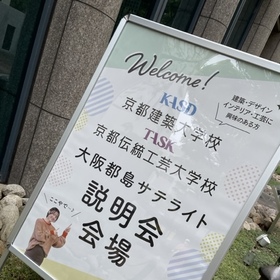 Welcome!
建築・デザイン
インテリア・工芸に
興味のある方
KASD
京都建築大学校
TASK
京都伝統工芸大学校
大阪都島サテライト
説明会
会場
ここやで〜!